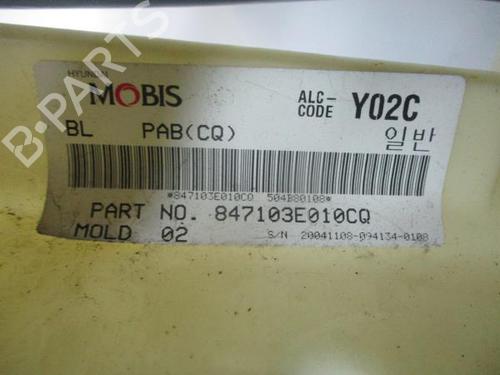 B-PARTS
HYUNDAI
MOBIS
ALC-CODE Y02C
BL PAB(CQ) 일반
*847103E010CQ 504B80108*
PART NO. 847103E010CQ
MOLD 02
S/N 20041108-094134-0108